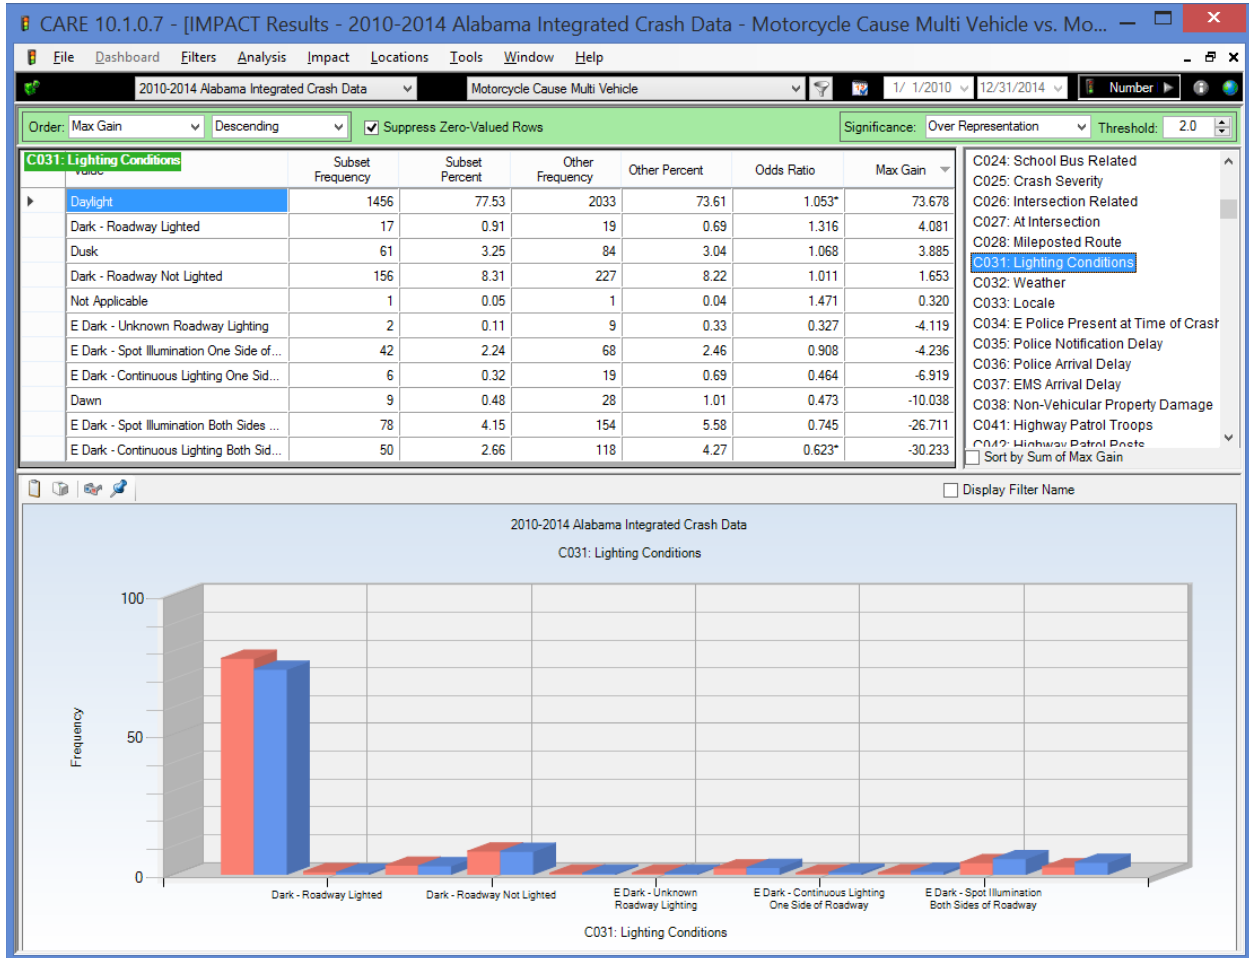 CARE 10.1.0.7 - [IMPACT Results - 2010-2014 Alabama Integrated Crash Data - Motorcycle Cause Multi Vehicle vs. Mo...
File Dashboard Filters Analysis Impact Locations Tools Window Help
2010-2014 Alabama Integrated Crash Data Motorcycle Cause Multi Vehicle 1/ 1/2010 12/31/2014 Number
Order: Max Gain Descending Suppress Zero-Valued Rows Significance: Over Representation Threshold: 2.0
C031: Lighting Conditions
Value Subset Frequency Subset Percent Other Frequency Other Percent Odds Ratio Max Gain
Daylight 1456 77.53 2033 73.61 1.053* 73.678
Dark - Roadway Lighted 17 0.91 19 0.69 1.316 4.081
Dusk 61 3.25 84 3.04 1.068 3.885
Dark - Roadway Not Lighted 156 8.31 227 8.22 1.011 1.653
Not Applicable 1 0.05 1 0.04 1.471 0.320
E Dark - Unknown Roadway Lighting 2 0.11 9 0.33 0.327 -4.119
E Dark - Spot Illumination One Side of... 42 2.24 68 2.46 0.908 -4.236
E Dark - Continuous Lighting One Sid... 6 0.32 19 0.69 0.464 -6.919
Dawn 9 0.48 28 1.01 0.473 -10.038
E Dark - Spot Illumination Both Sides ... 78 4.15 154 5.58 0.745 -26.711
E Dark - Continuous Lighting Both Sid... 50 2.66 118 4.27 0.623* -30.233
C024: School Bus Related
C025: Crash Severity
C026: Intersection Related
C027: At Intersection
C028: Mileposted Route
C031: Lighting Conditions
C032: Weather
C033: Locale
C034: E Police Present at Time of Crash
C035: Police Notification Delay
C036: Police Arrival Delay
C037: EMS Arrival Delay
C038: Non-Vehicular Property Damage
C041: Highway Patrol Troops
C042: Highway Patrol Posts
Sort by Sum of Max Gain
Display Filter Name
2010-2014 Alabama Integrated Crash Data
C031: Lighting Conditions
100
50
0
Frequency
Dark - Roadway Lighted
Dark - Roadway Not Lighted
E Dark - Unknown
Roadway Lighting
E Dark - Continuous Lighting
One Side of Roadway
E Dark - Spot Illumination
Both Sides of Roadway
C031: Lighting Conditions